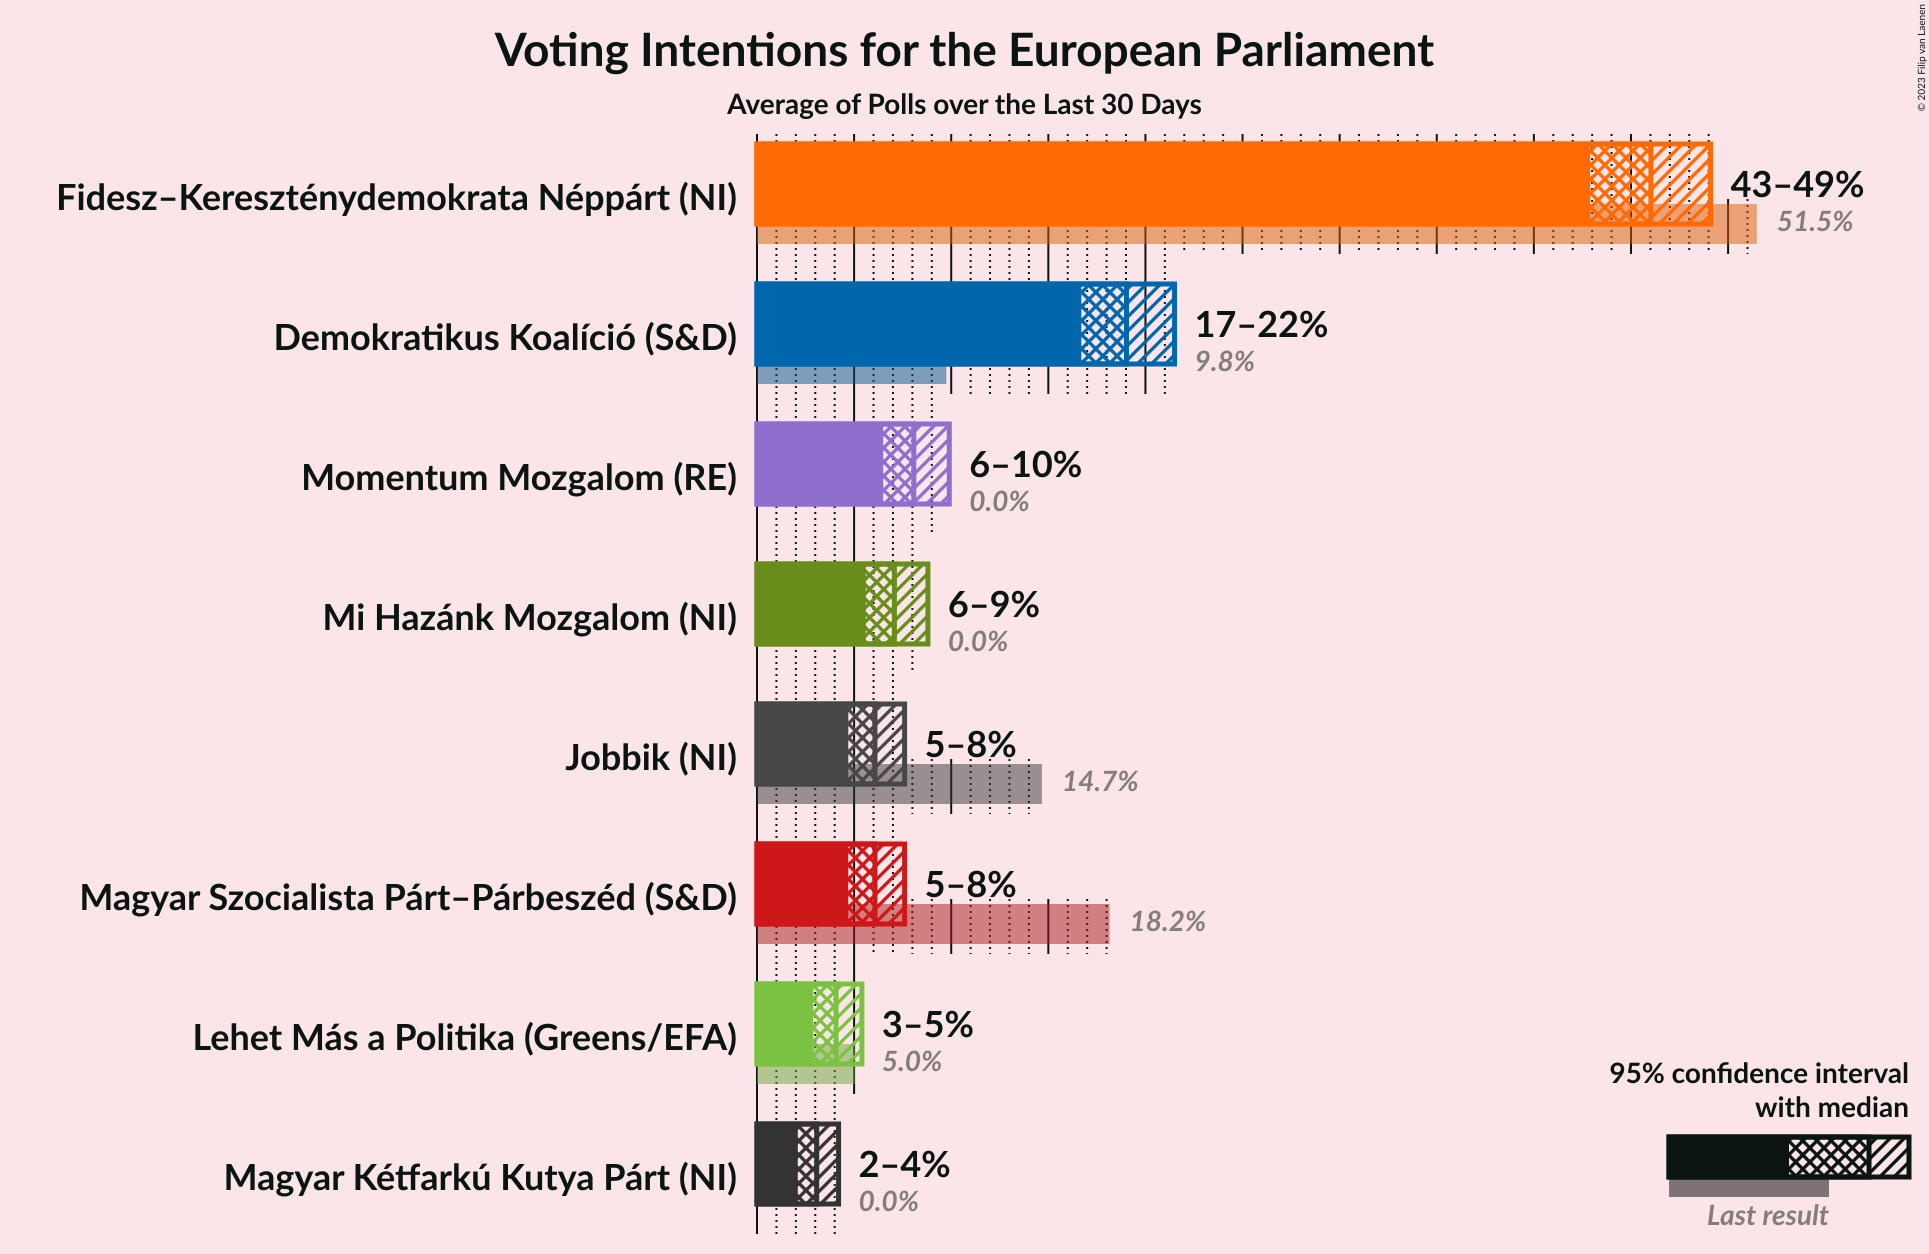 Voting Intentions for the European Parliament
Average of Polls over the Last 30 Days
© 2023 Filip van Laenen
Fidesz–Kereszténydemokrata Néppárt (NI)
43–49%
51.5%
Demokratikus Koalíció (S&D)
17–22%
9.8%
Momentum Mozgalom (RE)
6–10%
0.0%
Mi Hazánk Mozgalom (NI)
6–9%
0.0%
Jobbik (NI)
5–8%
14.7%
Magyar Szocialista Párt–Párbeszéd (S&D)
5–8%
18.2%
Lehet Más a Politika (Greens/EFA)
3–5%
5.0%
Magyar Kétfarkú Kutya Párt (NI)
2–4%
0.0%
95% confidence interval
with median
Last result